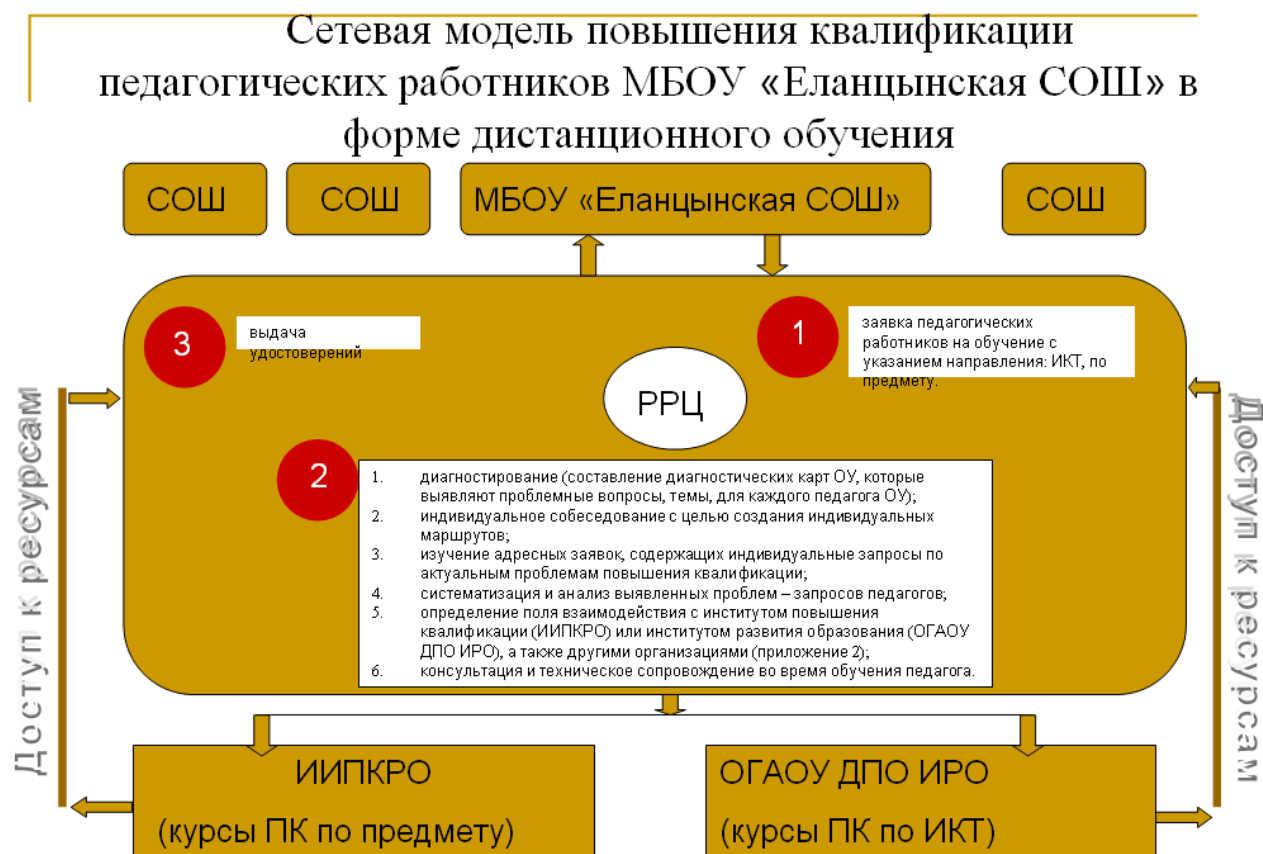 Сетевая модель повышения квалификации
педагогических работников МБОУ «Еланцынская СОШ» в
форме дистанционного обучения
СОШ
СОШ
МБОУ «Еланцынская СОШ»
СОШ
3
выдача
удостоверений
1
заявка педагогических
работников на обучение с
указанием направления: ИКТ, по
предмету.
РРЦ
2
1. диагностирование (составление диагностических карт ОУ, которые
выявляют проблемные вопросы, темы, для каждого педагога ОУ);
2. индивидуальное собеседование с целью создания индивидуальных
маршрутов;
3. изучение адресных заявок, содержащих индивидуальные запросы по
актуальным проблемам повышения квалификации;
4. систематизация и анализ выявленных проблем – запросов педагогов;
5. определение поля взаимодействия с институтом повышения
квалификации (ИИПКРО) или институтом развития образования (ОГАОУ
ДПО ИРО), а также другими организациями (приложение 2);
6. консультация и техническое сопровождение во время обучения педагога.
Доступ к ресурсам
Доступ к ресурсам
ИИПКРО
(курсы ПК по предмету)
ОГАОУ ДПО ИРО
(курсы ПК по ИКТ)